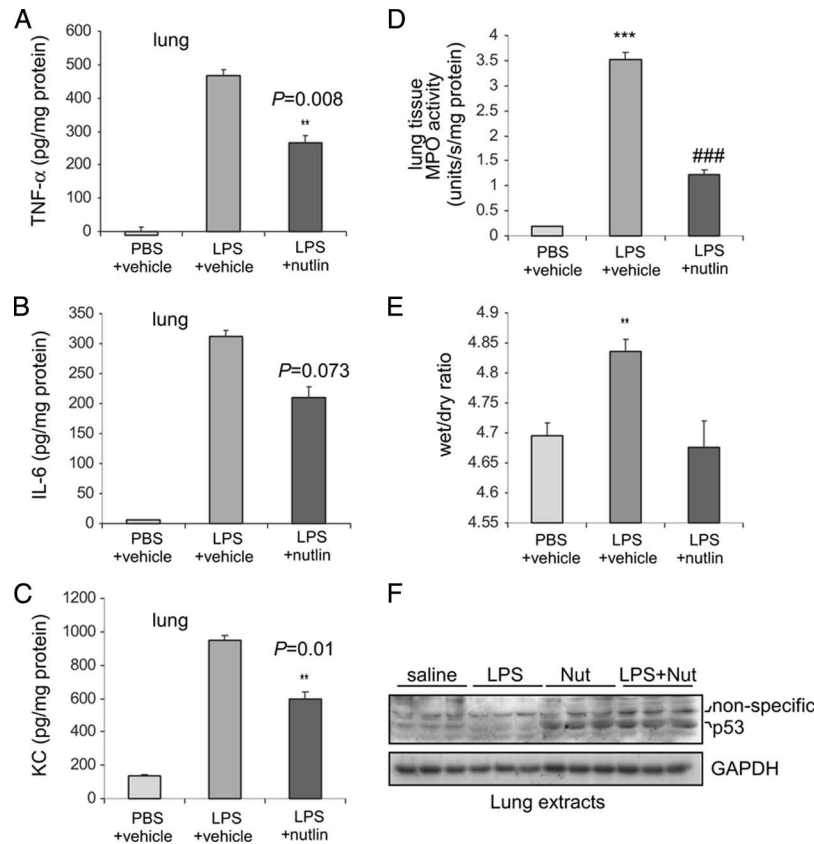 A
lung
TNF-α (pg/mg protein)
600
500
400
300
200
100
0
P=0.008
**
PBS +vehicle
LPS +vehicle
LPS +nutlin
B
lung
IL-6 (pg/mg protein)
350
300
250
200
150
100
50
0
P=0.073
PBS +vehicle
LPS +vehicle
LPS +nutlin
C
lung
KC (pg/mg protein)
1200
1000
800
600
400
200
0
P=0.01
**
PBS +vehicle
LPS +vehicle
LPS +nutlin
D
lung tissue
MPO activity
(units/s/mg protein)
4
3.5
3
2.5
2
1.5
1
0.5
0
***
###
PBS +vehicle
LPS +vehicle
LPS +nutlin
E
wet/dry ratio
4.9
4.85
4.8
4.75
4.7
4.65
4.6
4.55
**
PBS +vehicle
LPS +vehicle
LPS +nutlin
F
saline LPS Nut LPS+Nut
non-specific
p53
GAPDH
Lung extracts